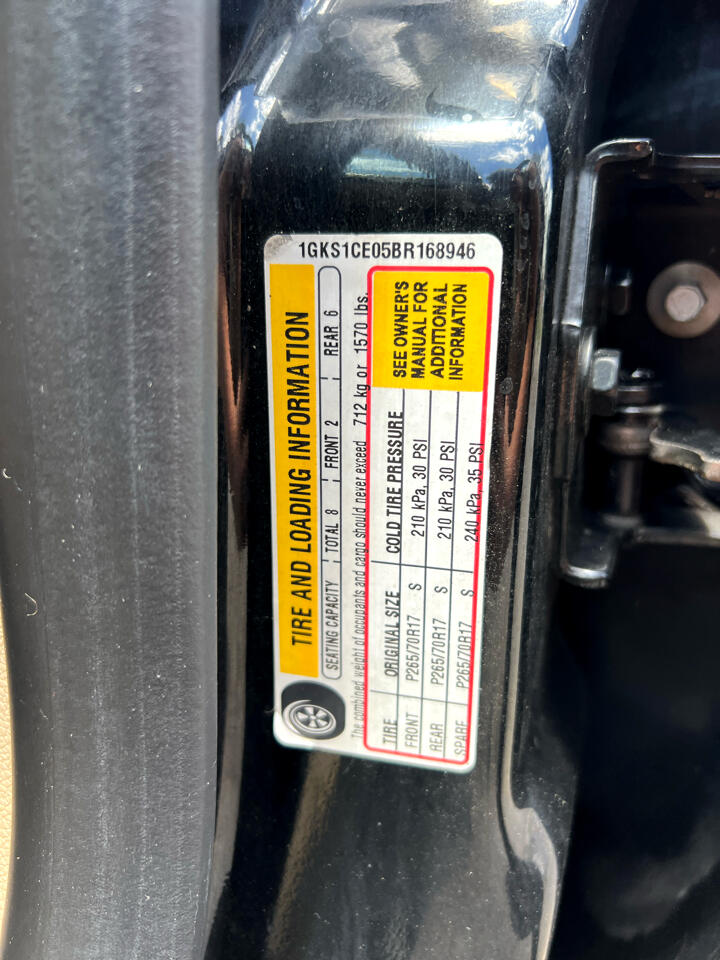 1GKS1CE05BR168946
TIRE AND LOADING INFORMATION
SEATING CAPACITY | TOTAL 8 | FRONT 2 | REAR 6
The combined weight of occupants and cargo should never exceed 712 kg or 1570 lbs.
TIRE ORIGINAL SIZE COLD TIRE PRESSURE
FRONT P265/70R17 S 210 kPa, 30 PSI
REAR P265/70R17 S 210 kPa, 30 PSI
SPARE P265/70R17 S 240 kPa, 35 PSI
SEE OWNER'S
MANUAL FOR
ADDITIONAL
INFORMATION